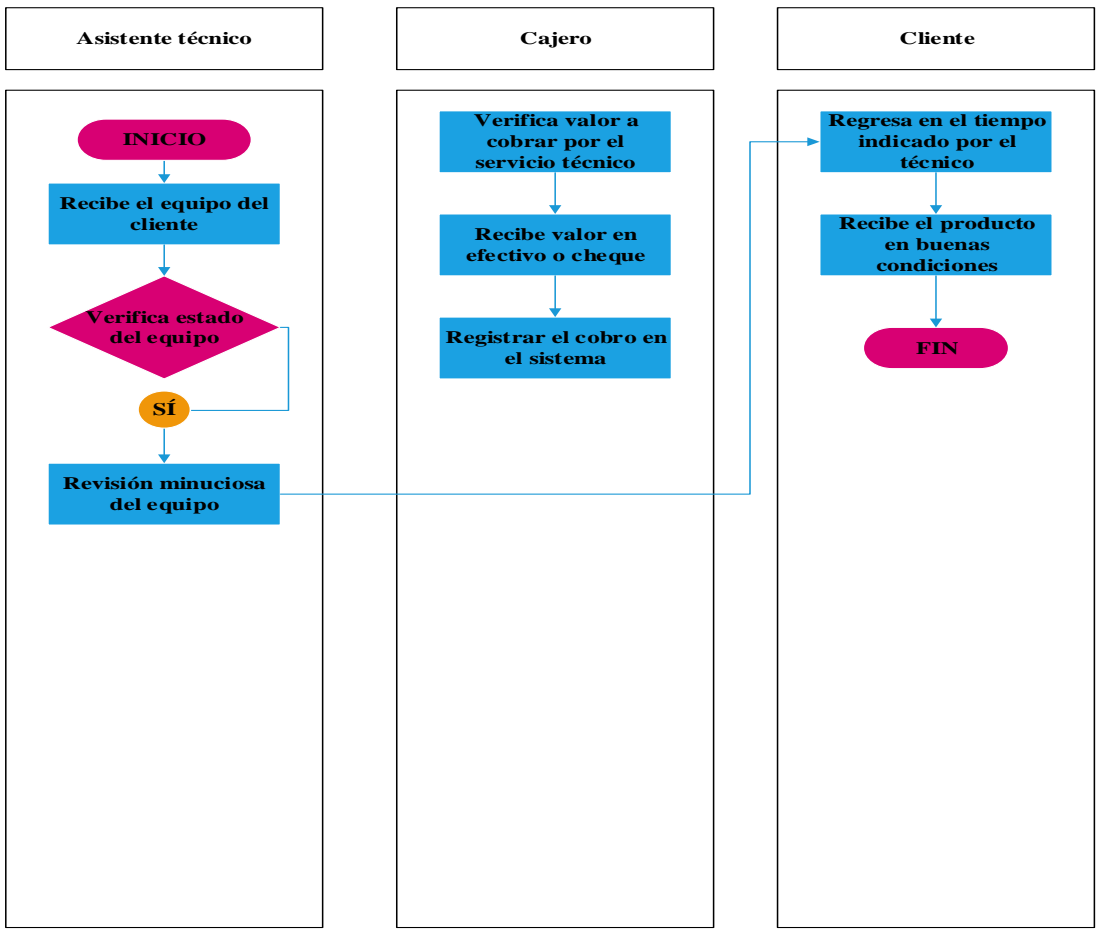 Asistente técnico
Cajero
Cliente
INICIO
Recibe el equipo del
cliente
Verifica estado
del equipo
SÍ
Revisión minuciosa
del equipo
Verifica valor a
cobrar por el
servicio técnico
Recibe valor en
efectivo o cheque
Registrar el cobro en
el sistema
Regresa en el tiempo
indicado por el
técnico
Recibe el producto
en buenas
condiciones
FIN